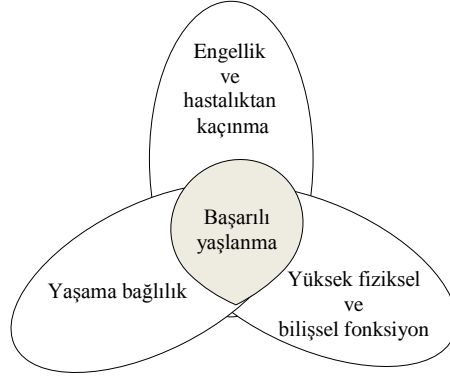 Engellik
ve
hastalıktan
kaçınma
Başarılı
yaşlanma
Yaşama bağlılık
Yüksek fiziksel
ve
bilişsel fonksiyon